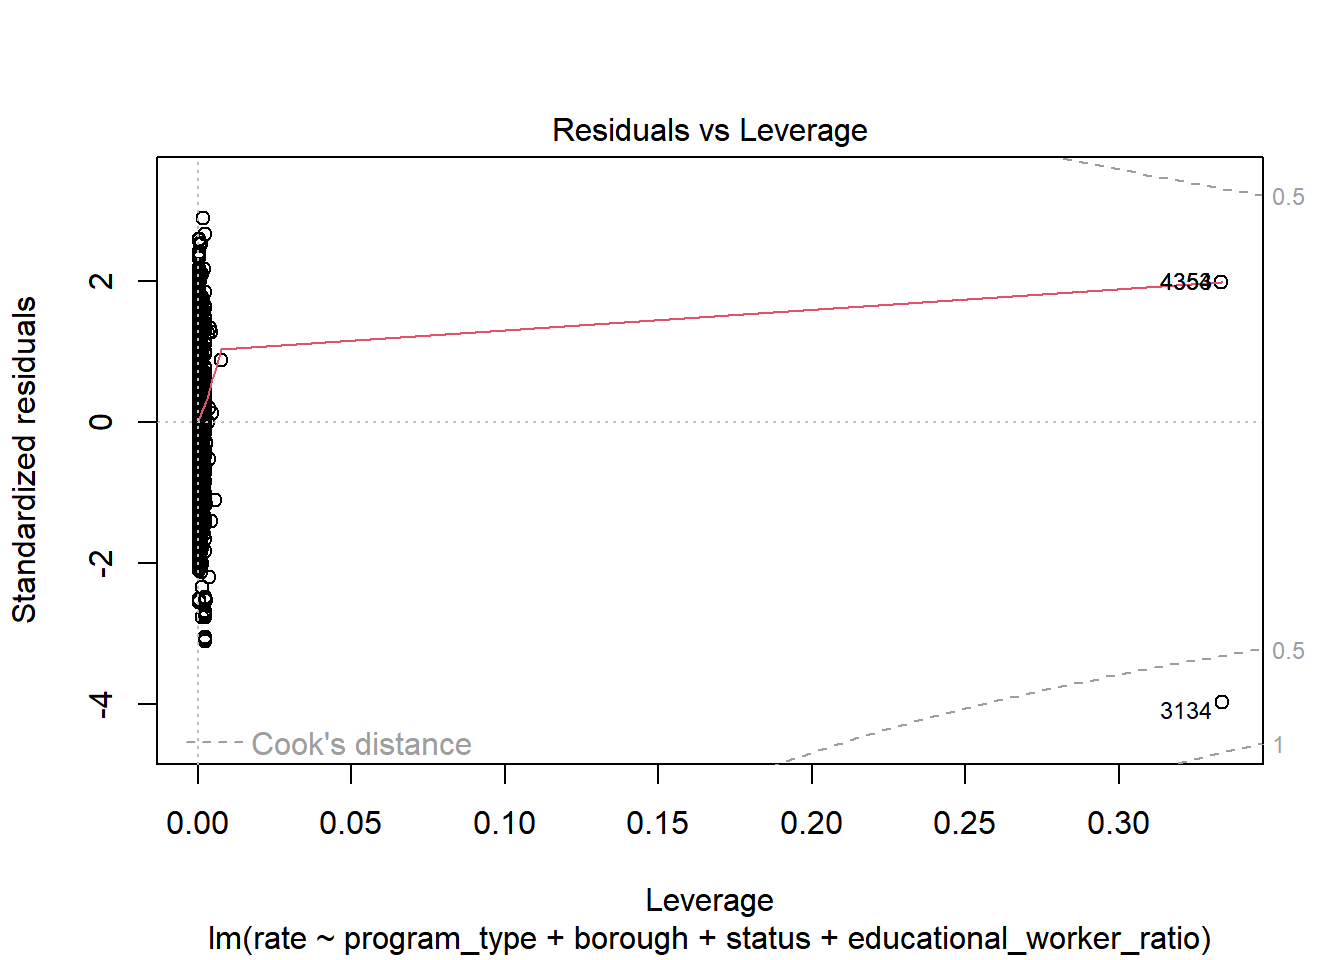 Residuals vs Leverage
Standardized residuals
2
0
-2
-4
0.5
0.5
1
3134
Cook's distance
0.00 0.05 0.10 0.15 0.20 0.25 0.30
Leverage
lm(rate ~ program_type + borough + status + educational_worker_ratio)